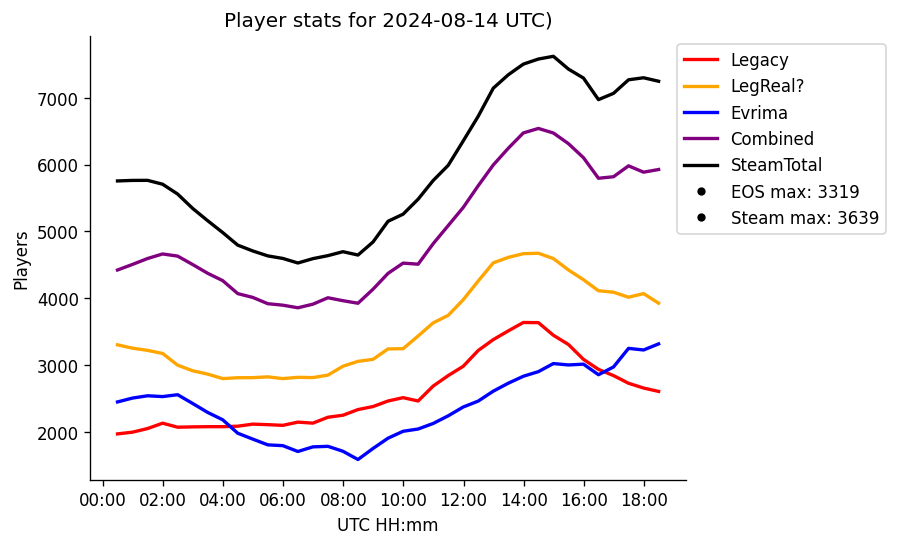 Player stats for 2024-08-14 UTC)
Legacy
LegReal?
Evrima
Combined
SteamTotal
EOS max: 3319
Steam max: 3639
Players
7000
6000
5000
4000
3000
2000
00:00 02:00 04:00 06:00 08:00 10:00 12:00 14:00 16:00 18:00
UTC HH:mm